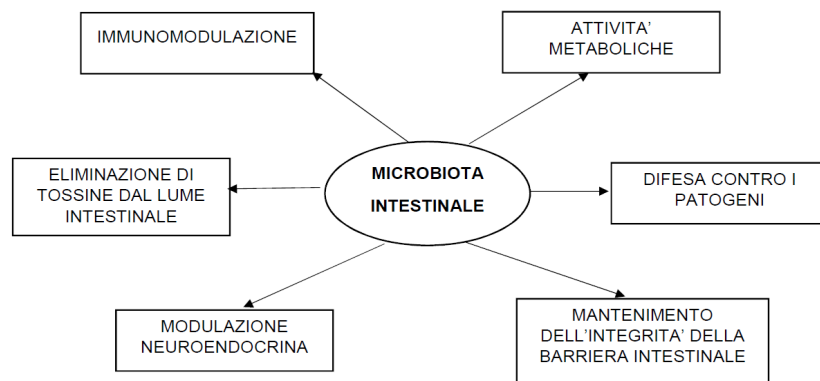 IMMUNOMODULAZIONE
ATTIVITA'
METABOLICHE
ELIMINAZIONE DI
TOSSINE DAL LUME
INTESTINALE
MICROBIOTA
INTESTINALE
DIFESA CONTRO I
PATOGENI
MODULAZIONE
NEUROENDOCRINA
MANTENIMENTO
DELL'INTEGRITA' DELLA
BARRIERA INTESTINALE